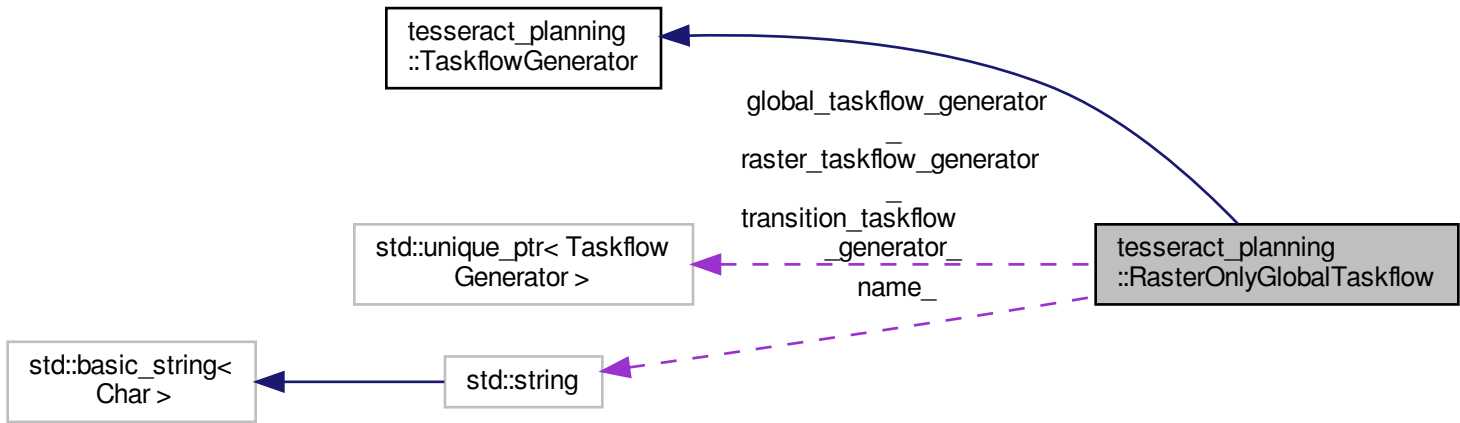 tesseract_planning
::TaskflowGenerator
global_taskflow_generator
_
raster_taskflow_generator
_
transition_taskflow
_generator_
std::unique_ptr< Taskflow
Generator >
tesseract_planning
::RasterOnlyGlobalTaskflow
name_
std::basic_string<
Char >
std::string